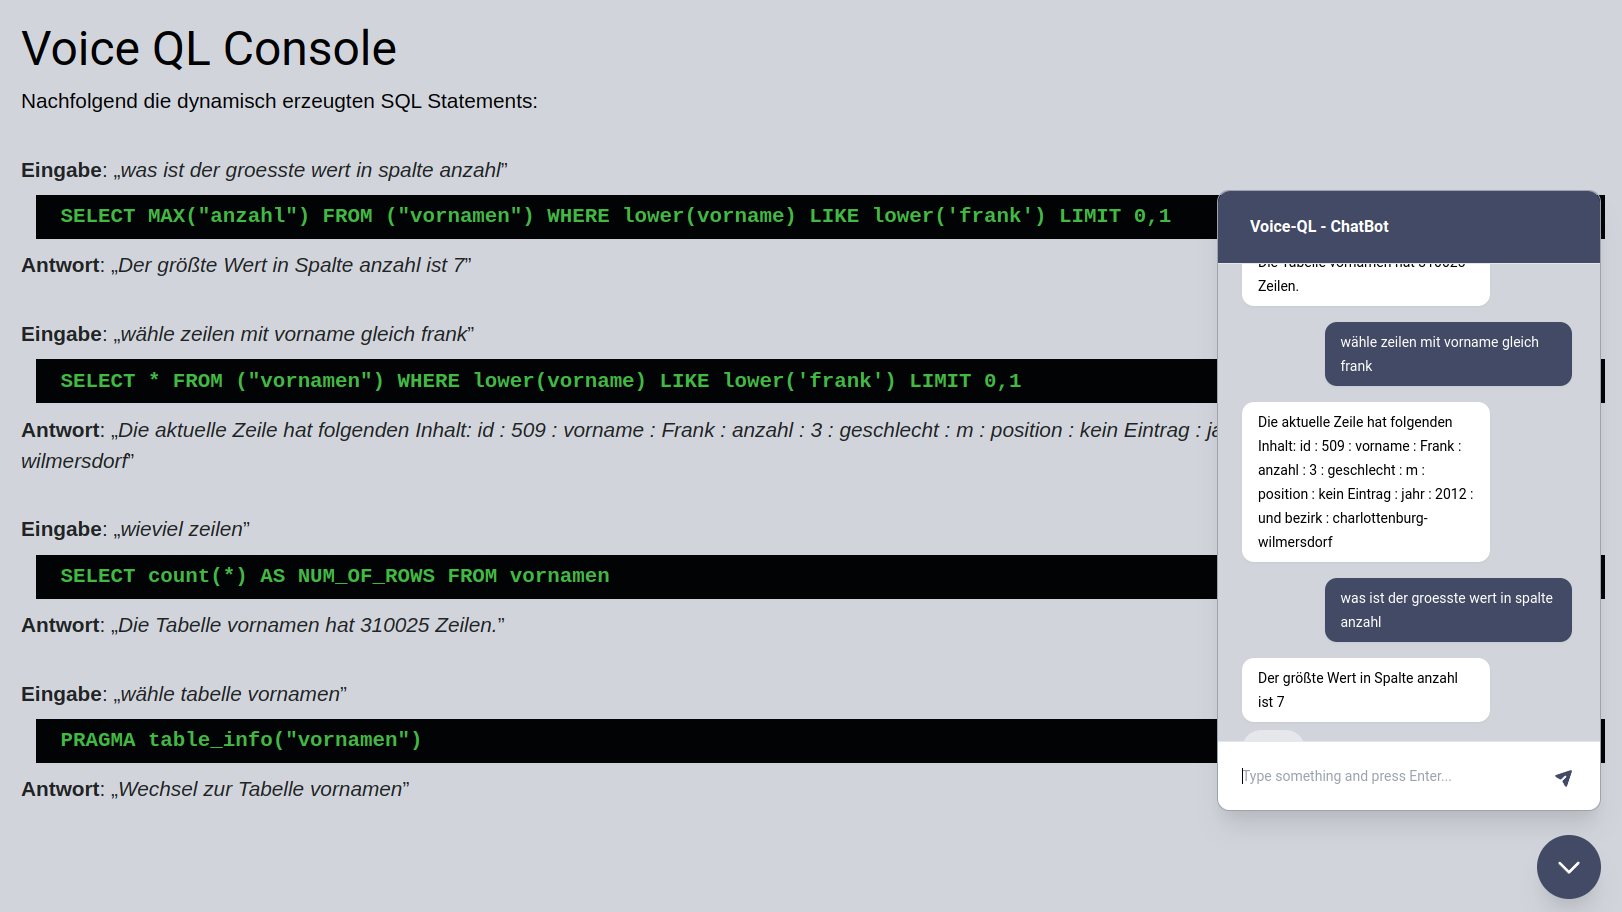 Voice QL Console
Nachfolgend die dynamisch erzeugten SQL Statements:
Eingabe: „was ist der groesste wert in spalte anzahl”
SELECT MAX("anzahl") FROM ("vornamen") WHERE lower(vorname) LIKE lower('frank') LIMIT 0,1
Antwort: „Der größte Wert in Spalte anzahl ist 7”
Eingabe: „wähle zeilen mit vorname gleich frank”
SELECT * FROM ("vornamen") WHERE lower(vorname) LIKE lower('frank') LIMIT 0,1
Antwort: „Die aktuelle Zeile hat folgenden Inhalt: id : 509 : vorname : Frank : anzahl : 3 : geschlecht : m : position : kein Eintrag :
wilmersdorf”
Eingabe: „wieviel zeilen”
SELECT count(*) AS NUM_OF_ROWS FROM vornamen
Antwort: „Die Tabelle vornamen hat 310025 Zeilen.”
Eingabe: „wähle tabelle vornamen”
PRAGMA table_info("vornamen")
Antwort: „Wechsel zur Tabelle vornamen”
Voice-QL - ChatBot
Die Tabelle vornamen hat 310025
Zeilen.
wähle zeilen mit vorname gleich
frank
Die aktuelle Zeile hat folgenden
Inhalt: id : 509 : vorname : Frank :
anzahl : 3 : geschlecht : m :
position : kein Eintrag : jahr : 2012 :
und bezirk : charlottenburg-
wilmersdorf
was ist der groesste wert in spalte
anzahl
Der größte Wert in Spalte anzahl
ist 7
Type something and press Enter...